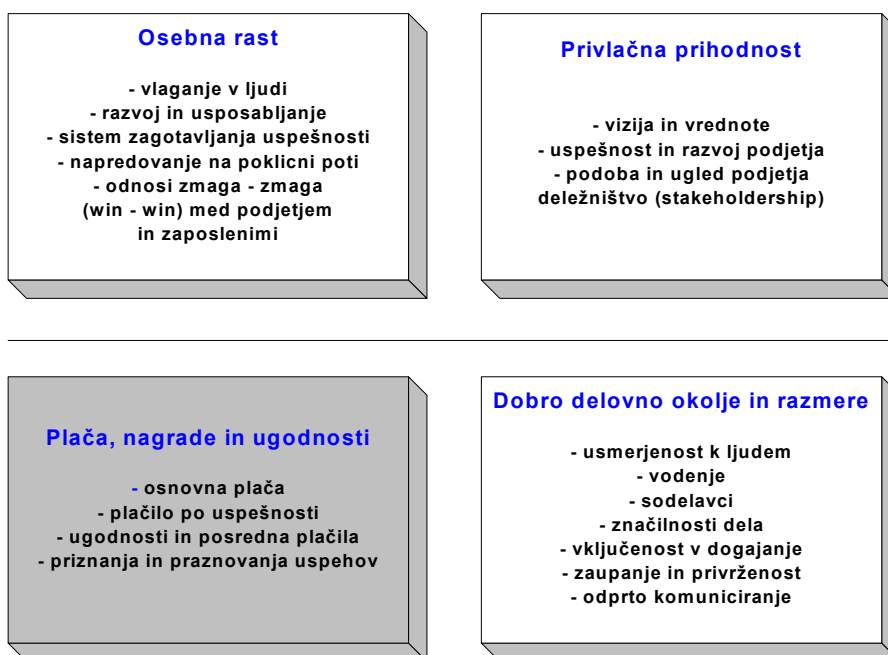 Osebna rast
- vlaganje v ljudi
- razvoj in usposabljanje
- sistem zagotavljanja uspešnosti
- napredovanje na poklicni poti
- odnosi zmaga - zmaga
(win - win) med podjetjem
in zaposlenimi
Privlačna prihodnost
- vizija in vrednote
- uspešnost in razvoj podjetja
- podoba in ugled podjetja
deležništvo (stakeholdership)
Plača, nagrade in ugodnosti
- osnovna plača
- plačilo po uspešnosti
- ugodnosti in posredna plačila
- priznanja in praznovanja uspehov
Dobro delovno okolje in razmere
- usmerjenost k ljudem
- vodenje
- sodelavci
- značilnosti dela
- vključenost v dogajanje
- zaupanje in privrženost
- odprto komuniciranje